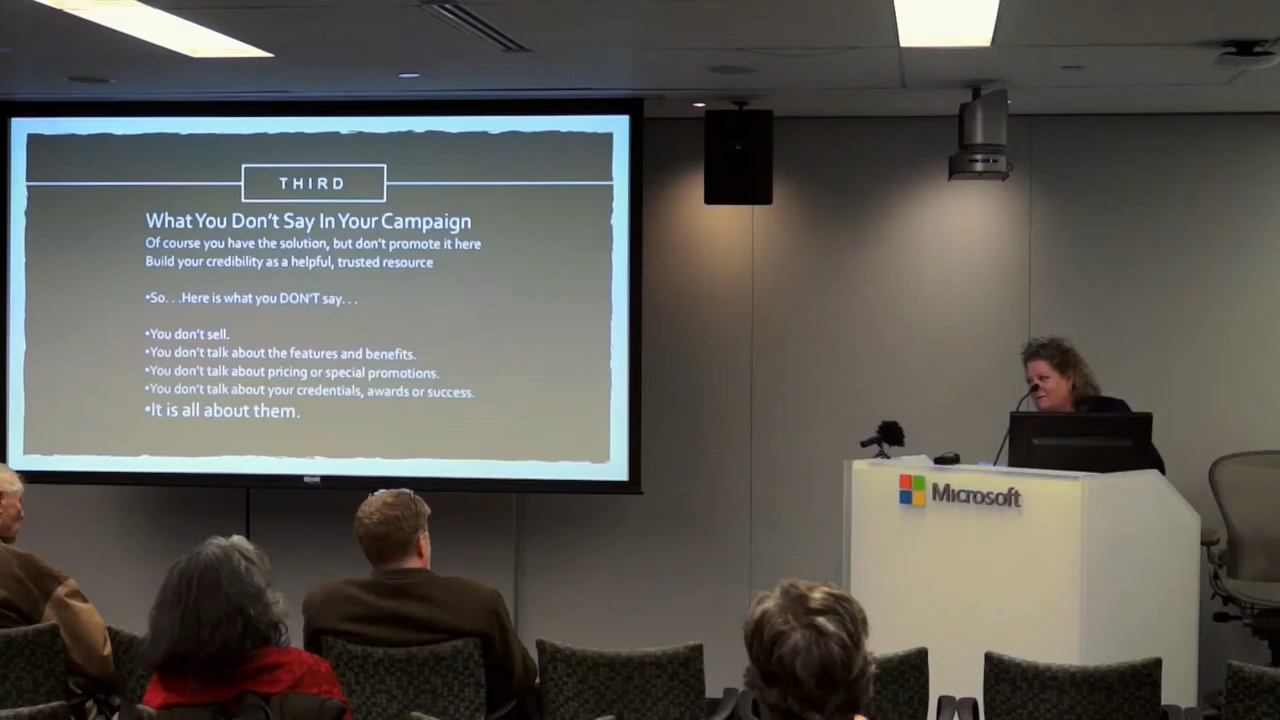 THIRD
What You Don't Say In Your Campaign
Of course you have the solution, but don't promote it here
Build your credibility as a helpful, trusted resource
•So. . .Here is what you DON'T say. . .
•You don't sell.
•You don't talk about the features and benefits.
•You don't talk about pricing or special promotions.
•You don't talk about your credentials, awards or success.
•It is all about them.
Microsoft